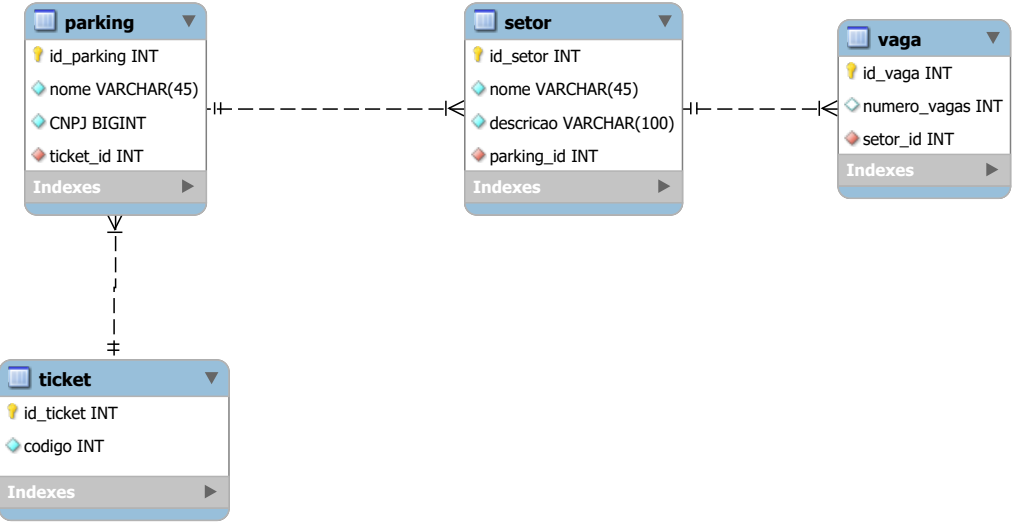 parking
id_parking INT
nome VARCHAR(45)
CNPJ BIGINT
ticket_id INT
Indexes
setor
id_setor INT
nome VARCHAR(45)
descricao VARCHAR(100)
parking_id INT
Indexes
vaga
id_vaga INT
numero_vagas INT
setor_id INT
Indexes
ticket
id_ticket INT
codigo INT
Indexes